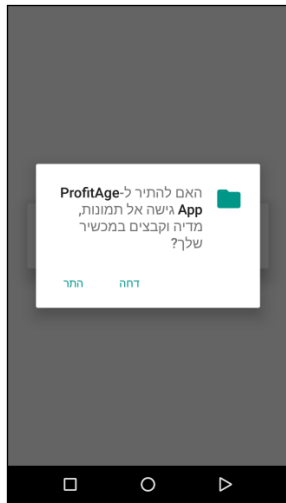 האם להתיר ל-ProfitAge
App גישה אל תמונות,
מדיה וקבצים במכשיר
שלך?
דחה
התר